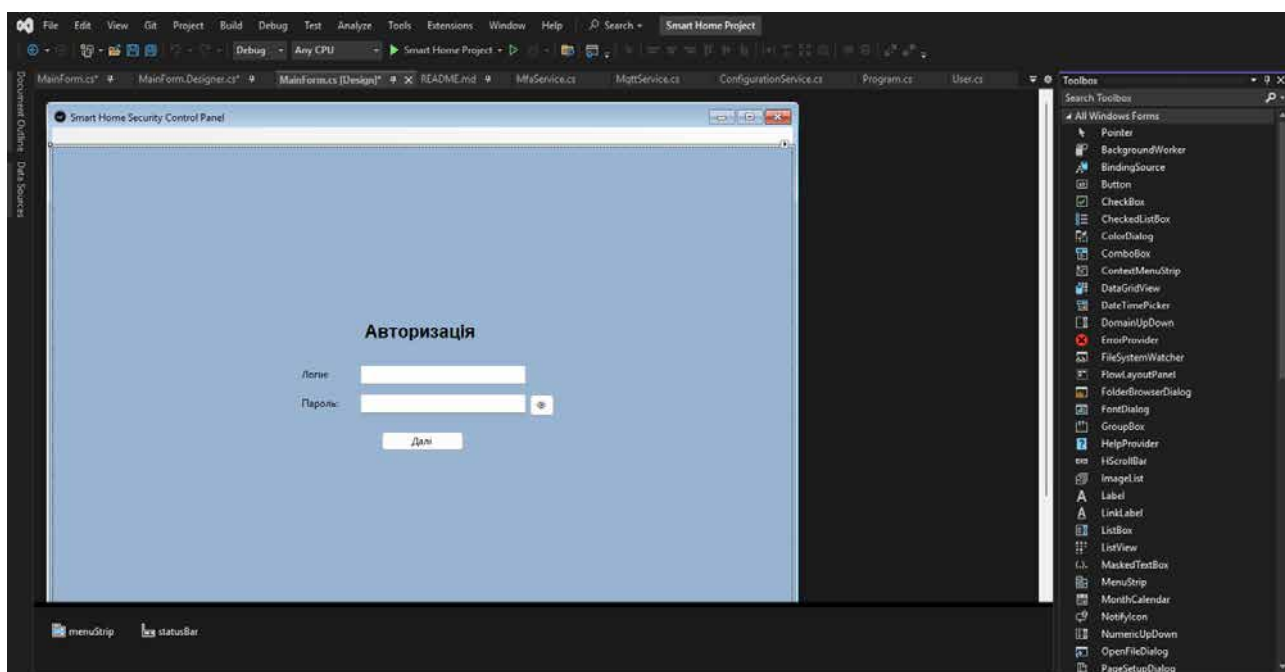 File Edit View Git Project Build Debug Test Analyze Tools Extensions Window Help Search Smart Home Project
Debug Any CPU Smart Home Project
MainForm.cs* MainForm.Designer.cs* MainForm.cs [Design]* README.md MfaService.cs MqttService.cs ConfigurationService.cs Program.cs User.cs
Document Outline
Data Sources
Smart Home Security Control Panel
Авторизація
Логін:
Пароль:
Далі
menuStrip statusBar
Toolbox
Search Toolbox
All Windows Forms
Pointer
BackgroundWorker
BindingSource
Button
CheckBox
CheckedListBox
ColorDialog
ComboBox
ContextMenuStrip
DataGridView
DateTimePicker
DomainUpDown
ErrorProvider
FileSystemWatcher
FlowLayoutPanel
FolderBrowserDialog
FontDialog
GroupBox
HelpProvider
HScrollBar
ImageList
Label
LinkLabel
ListBox
ListView
MaskedTextBox
MenuStrip
MonthCalendar
NotifyIcon
NumericUpDown
OpenFileDialog
PageSetupDialog